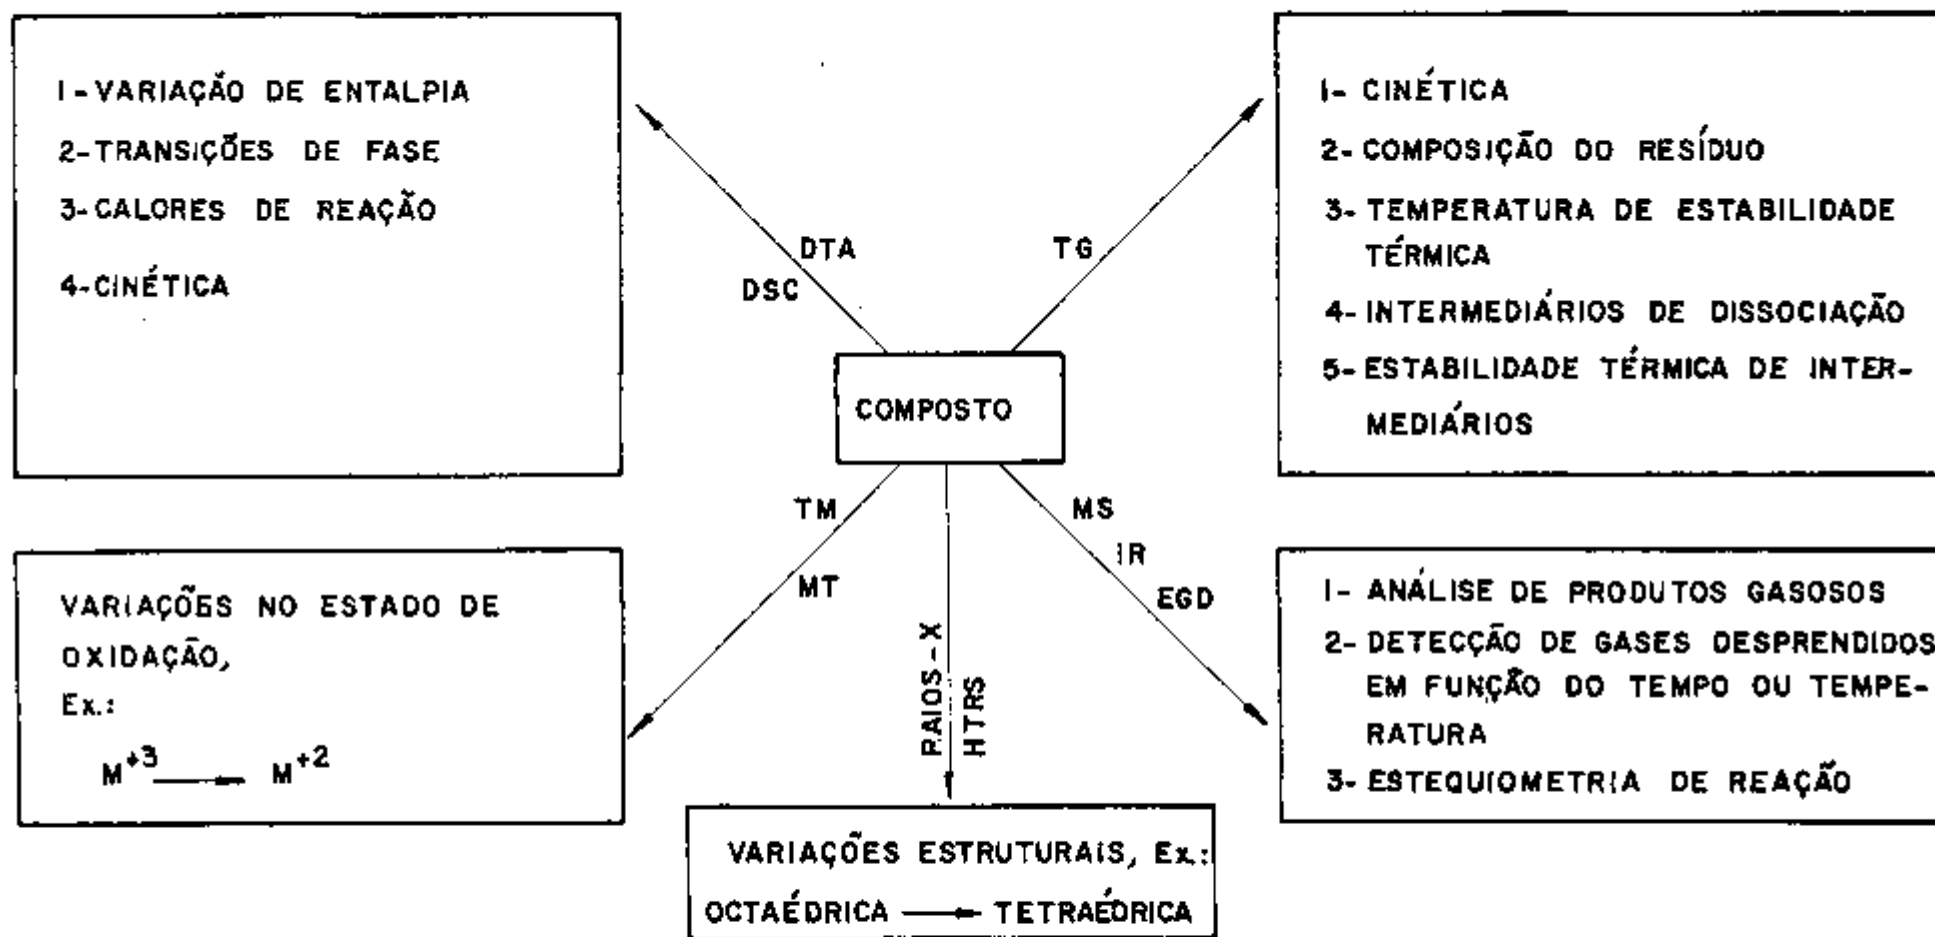 1-VARIAÇÃO DE ENTALPIA
2-TRANSIÇÕES DE FASE
3-CALORES DE REAÇÃO
4-CINÉTICA
DTA
DSC
TG
1- CINÉTICA
2- COMPOSIÇÃO DO RESÍDUO
3- TEMPERATURA DE ESTABILIDADE
TÉRMICA
4- INTERMEDIÁRIOS DE DISSOCIAÇÃO
5- ESTABILIDADE TÉRMICA DE INTER-
MEDIÁRIOS
COMPOSTO
TM
MT
MS
IR
EGD
RAIOS-X
HTRS
VARIAÇÕES NO ESTADO DE
OXIDAÇÃO,
Ex.:
M⁺³ → M⁺²
1- ANÁLISE DE PRODUTOS GASOSOS
2- DETECÇÃO DE GASES DESPRENDIDOS
EM FUNÇÃO DO TEMPO OU TEMPE-
RATURA
3- ESTEQUIOMETRIA DE REAÇÃO
VARIAÇÕES ESTRUTURAIS, Ex.:
OCTAÉDRICA → TETRAÉDRICA